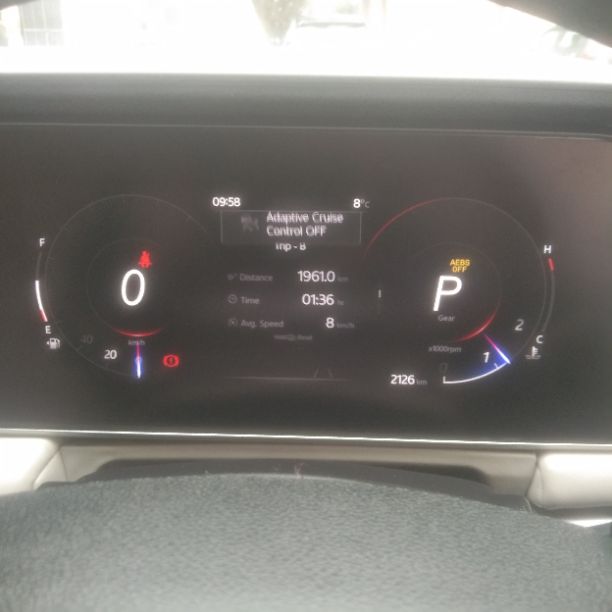 09:58
8°c
Adaptive Cruise
Control OFF
Trip - B
Distance 1961.0 km
Time 01:36 hr
Avg. Speed 8 km/h
F
E
0
km/h
20
40
AEBS
OFF
P
Gear
x1000rpm
0
1
2
H
C
2126 km